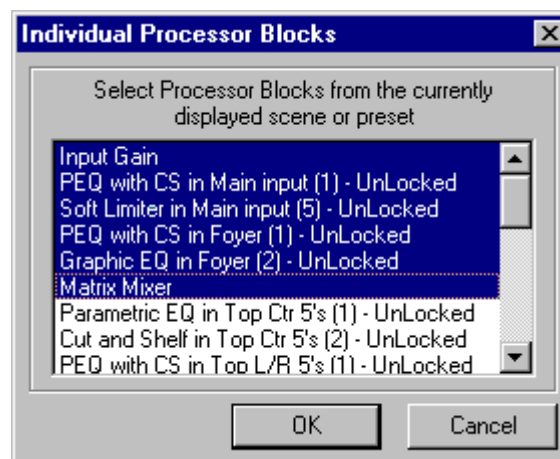 Individual Processor Blocks
Select Processor Blocks from the currently
displayed scene or preset
Input Gain
PEQ with CS in Main input (1) - UnLocked
Soft Limiter in Main input (5) - UnLocked
PEQ with CS in Foyer (1) - UnLocked
Graphic EQ in Foyer (2) - UnLocked
Matrix Mixer
Parametric EQ in Top Ctr 5's (1) - UnLocked
Cut and Shelf in Top Ctr 5's (2) - UnLocked
PEQ with CS in Top L/R 5's (1) - UnLocked
OK
Cancel